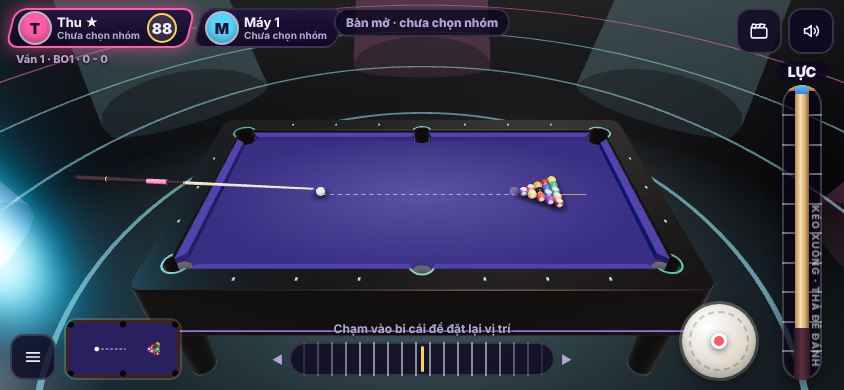 T
Thu ★
Chưa chọn nhóm
88
M
Máy 1
Chưa chọn nhóm
Bàn mở · chưa chọn nhóm
Ván 1 · BO1 · 0 - 0
LỰC
KÉO XUỐNG · THẢ ĐỂ ĐÁNH
Chạm vào bi cái để đặt lại vị trí